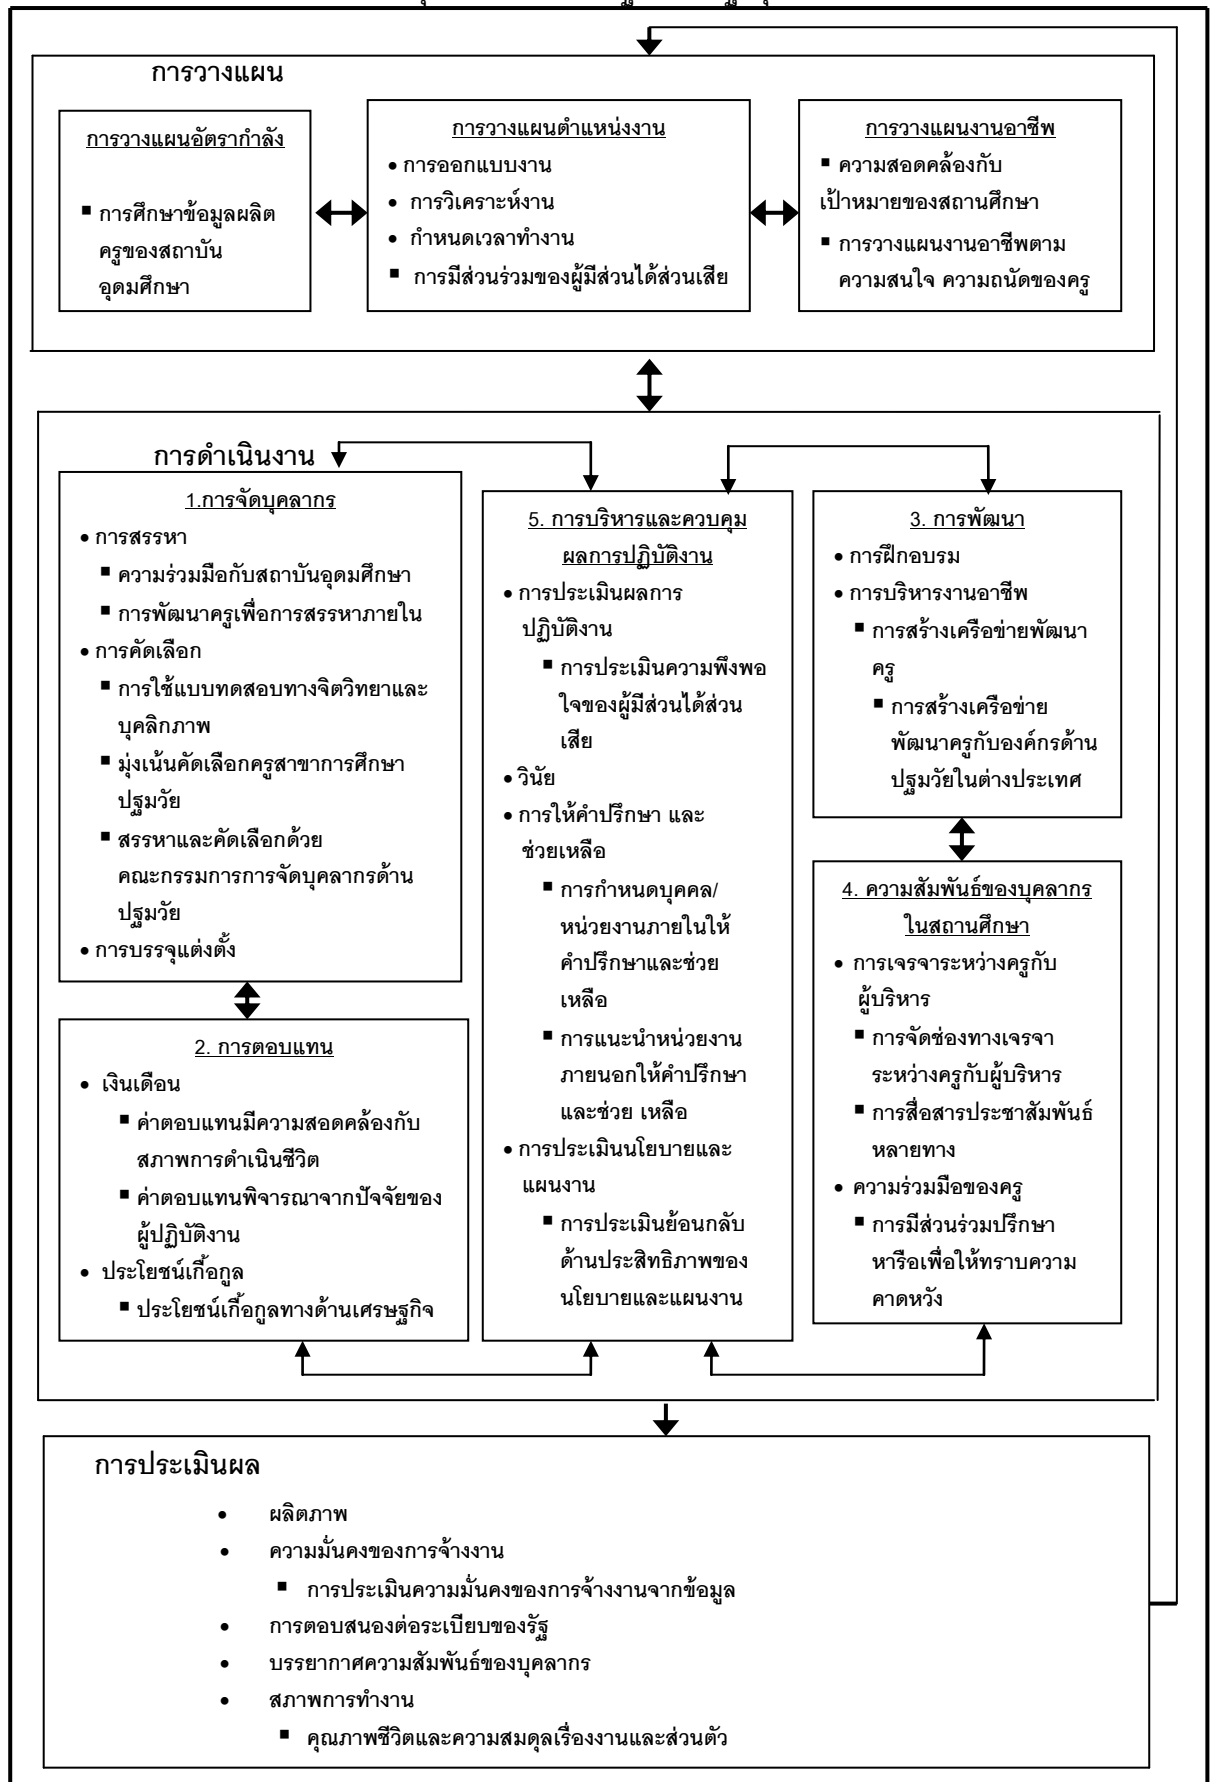 การวางแผน
การวางแผนอัตรากำลัง
▪ การศึกษาข้อมูลผลิต
ครูของสถาบัน
อุดมศึกษา
การวางแผนตำแหน่งงาน
• การออกแบบงาน
• การวิเคราะห์งาน
• กำหนดเวลาทำงาน
▪ การมีส่วนร่วมของผู้มีส่วนได้ส่วนเสีย
การวางแผนงานอาชีพ
▪ ความสอดคล้องกับ
เป้าหมายของสถานศึกษา
▪ การวางแผนงานอาชีพตาม
ความสนใจ ความถนัดของครู
การดำเนินงาน
1.การจัดบุคลากร
• การสรรหา
▪ ความร่วมมือกับสถาบันอุดมศึกษา
▪ การพัฒนาครูเพื่อการสรรหาภายใน
• การคัดเลือก
▪ การใช้แบบทดสอบทางจิตวิทยาและ
บุคลิกภาพ
▪ มุ่งเน้นคัดเลือกครูสาขาการศึกษา
ปฐมวัย
▪ สรรหาและคัดเลือกด้วย
คณะกรรมการการจัดบุคลากรด้าน
ปฐมวัย
• การบรรจุแต่งตั้ง
2. การตอบแทน
• เงินเดือน
▪ ค่าตอบแทนมีความสอดคล้องกับ
สภาพการดำเนินชีวิต
▪ ค่าตอบแทนพิจารณาจากปัจจัยของ
ผู้ปฏิบัติงาน
• ประโยชน์เกื้อกูล
▪ ประโยชน์เกื้อกูลทางด้านเศรษฐกิจ
5. การบริหารและควบคุม
ผลการปฏิบัติงาน
• การประเมินผลการ
ปฏิบัติงาน
▪ การประเมินความพึงพอ
ใจของผู้มีส่วนได้ส่วน
เสีย
• วินัย
• การให้คำปรึกษา และ
ช่วยเหลือ
▪ การกำหนดบุคคล/
หน่วยงานภายในให้
คำปรึกษาและช่วย
เหลือ
▪ การแนะนำหน่วยงาน
ภายนอกให้คำปรึกษา
และช่วย เหลือ
• การประเมินนโยบายและ
แผนงาน
▪ การประเมินย้อนกลับ
ด้านประสิทธิภาพของ
นโยบายและแผนงาน
3. การพัฒนา
• การฝึกอบรม
• การบริหารงานอาชีพ
▪ การสร้างเครือข่ายพัฒนา
ครู
▪ การสร้างเครือข่าย
พัฒนาครูกับองค์กรด้าน
ปฐมวัยในต่างประเทศ
4. ความสัมพันธ์ของบุคลากร
ในสถานศึกษา
• การเจรจาระหว่างครูกับ
ผู้บริหาร
▪ การจัดช่องทางเจรจา
ระหว่างครูกับผู้บริหาร
▪ การสื่อสารประชาสัมพันธ์
หลายทาง
• ความร่วมมือของครู
▪ การมีส่วนร่วมปรึกษา
หารือเพื่อให้ทราบความ
คาดหวัง
การประเมินผล
• ผลิตภาพ
• ความมั่นคงของการจ้างงาน
▪ การประเมินความมั่นคงของการจ้างงานจากข้อมูล
• การตอบสนองต่อระเบียบของรัฐ
• บรรยากาศความสัมพันธ์ของบุคลากร
• สภาพการทำงาน
▪ คุณภาพชีวิตและความสมดุลเรื่องงานและส่วนตัว